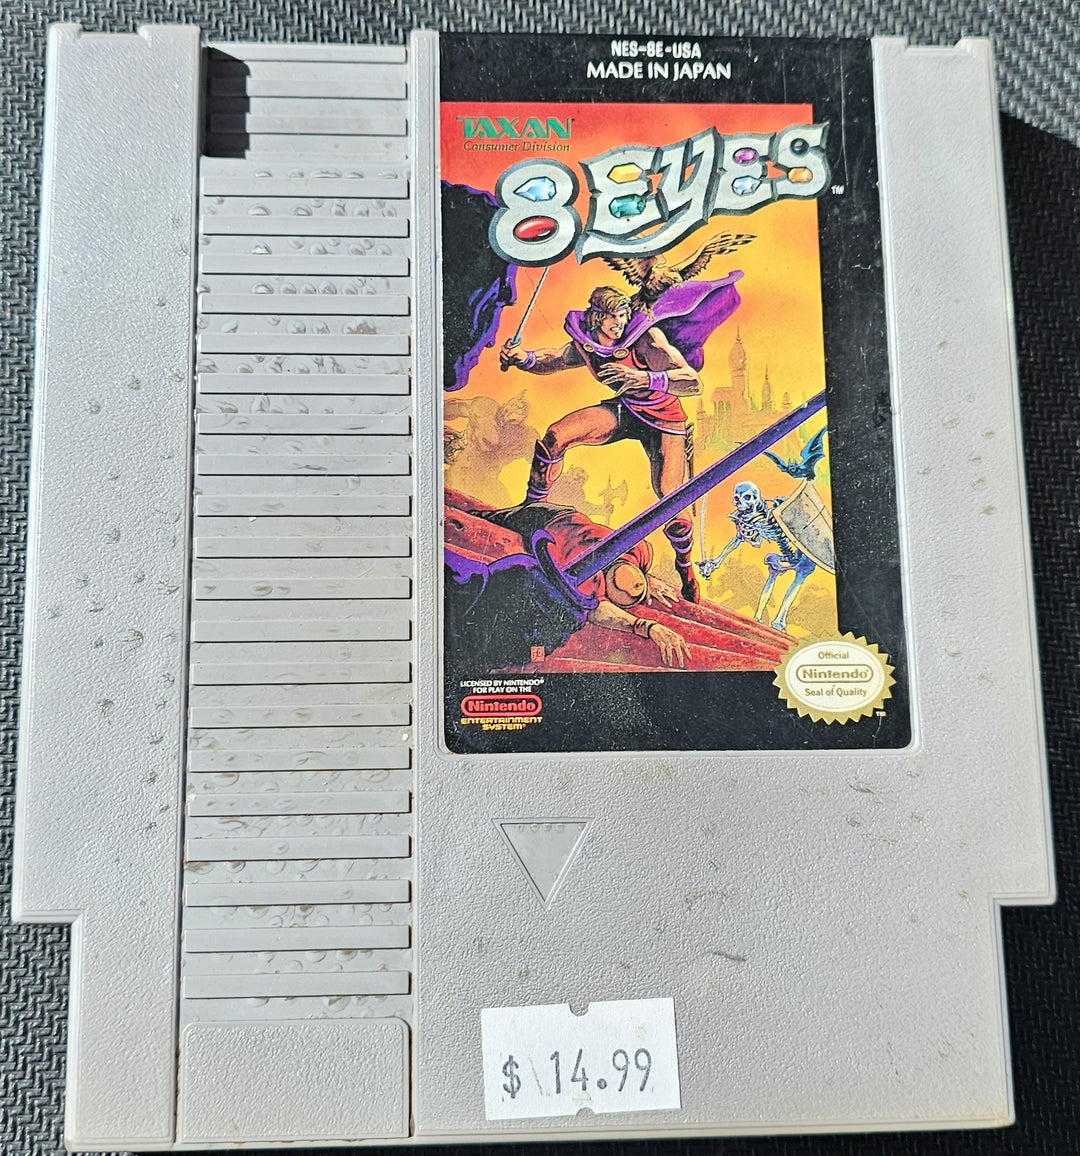 NES-8E-USA
MADE IN JAPAN
TAXAN
Consumer Division
8 EYES ™
LICENSED BY NINTENDO®
FOR PLAY ON THE
Nintendo
ENTERTAINMENT
SYSTEM®
Official
Nintendo
Seal of Quality
™
$ 14.99